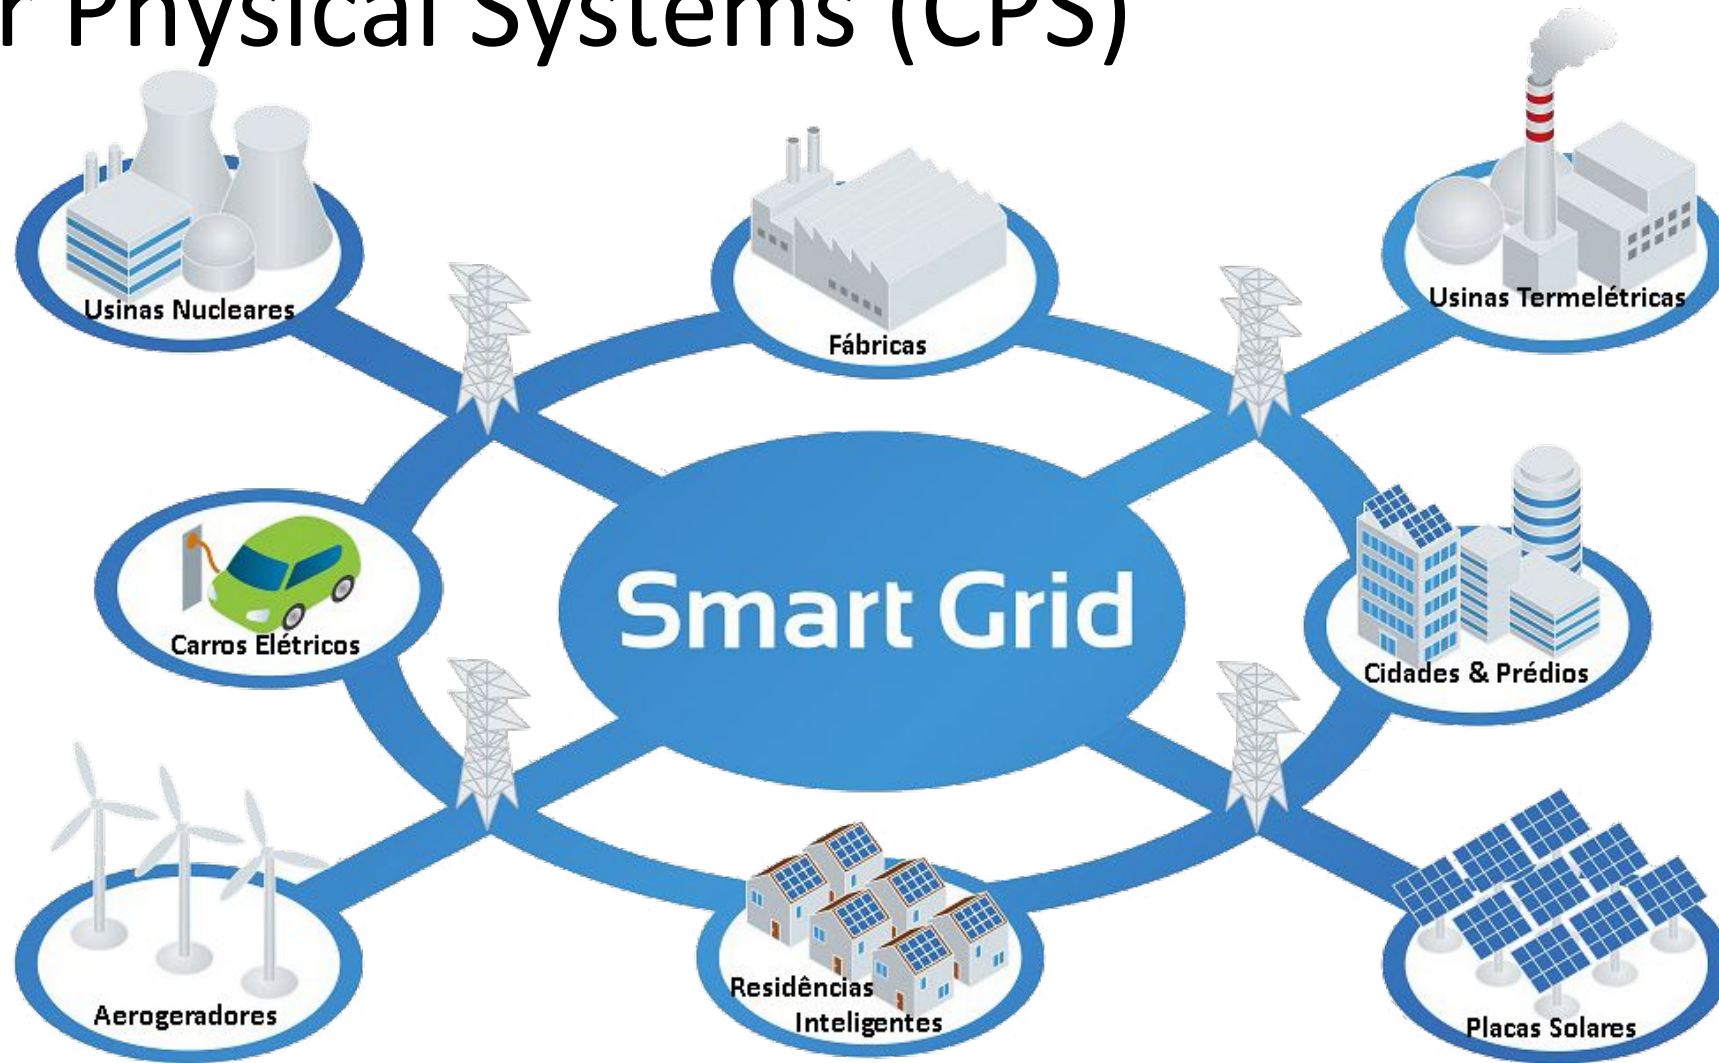 r Physical Systems (CPS)
Usinas Nucleares
Fábricas
Usinas Termelétricas
Carros Elétricos
Smart Grid
Cidades & Prédios
Aerogeradores
Residências
Inteligentes
Placas Solares